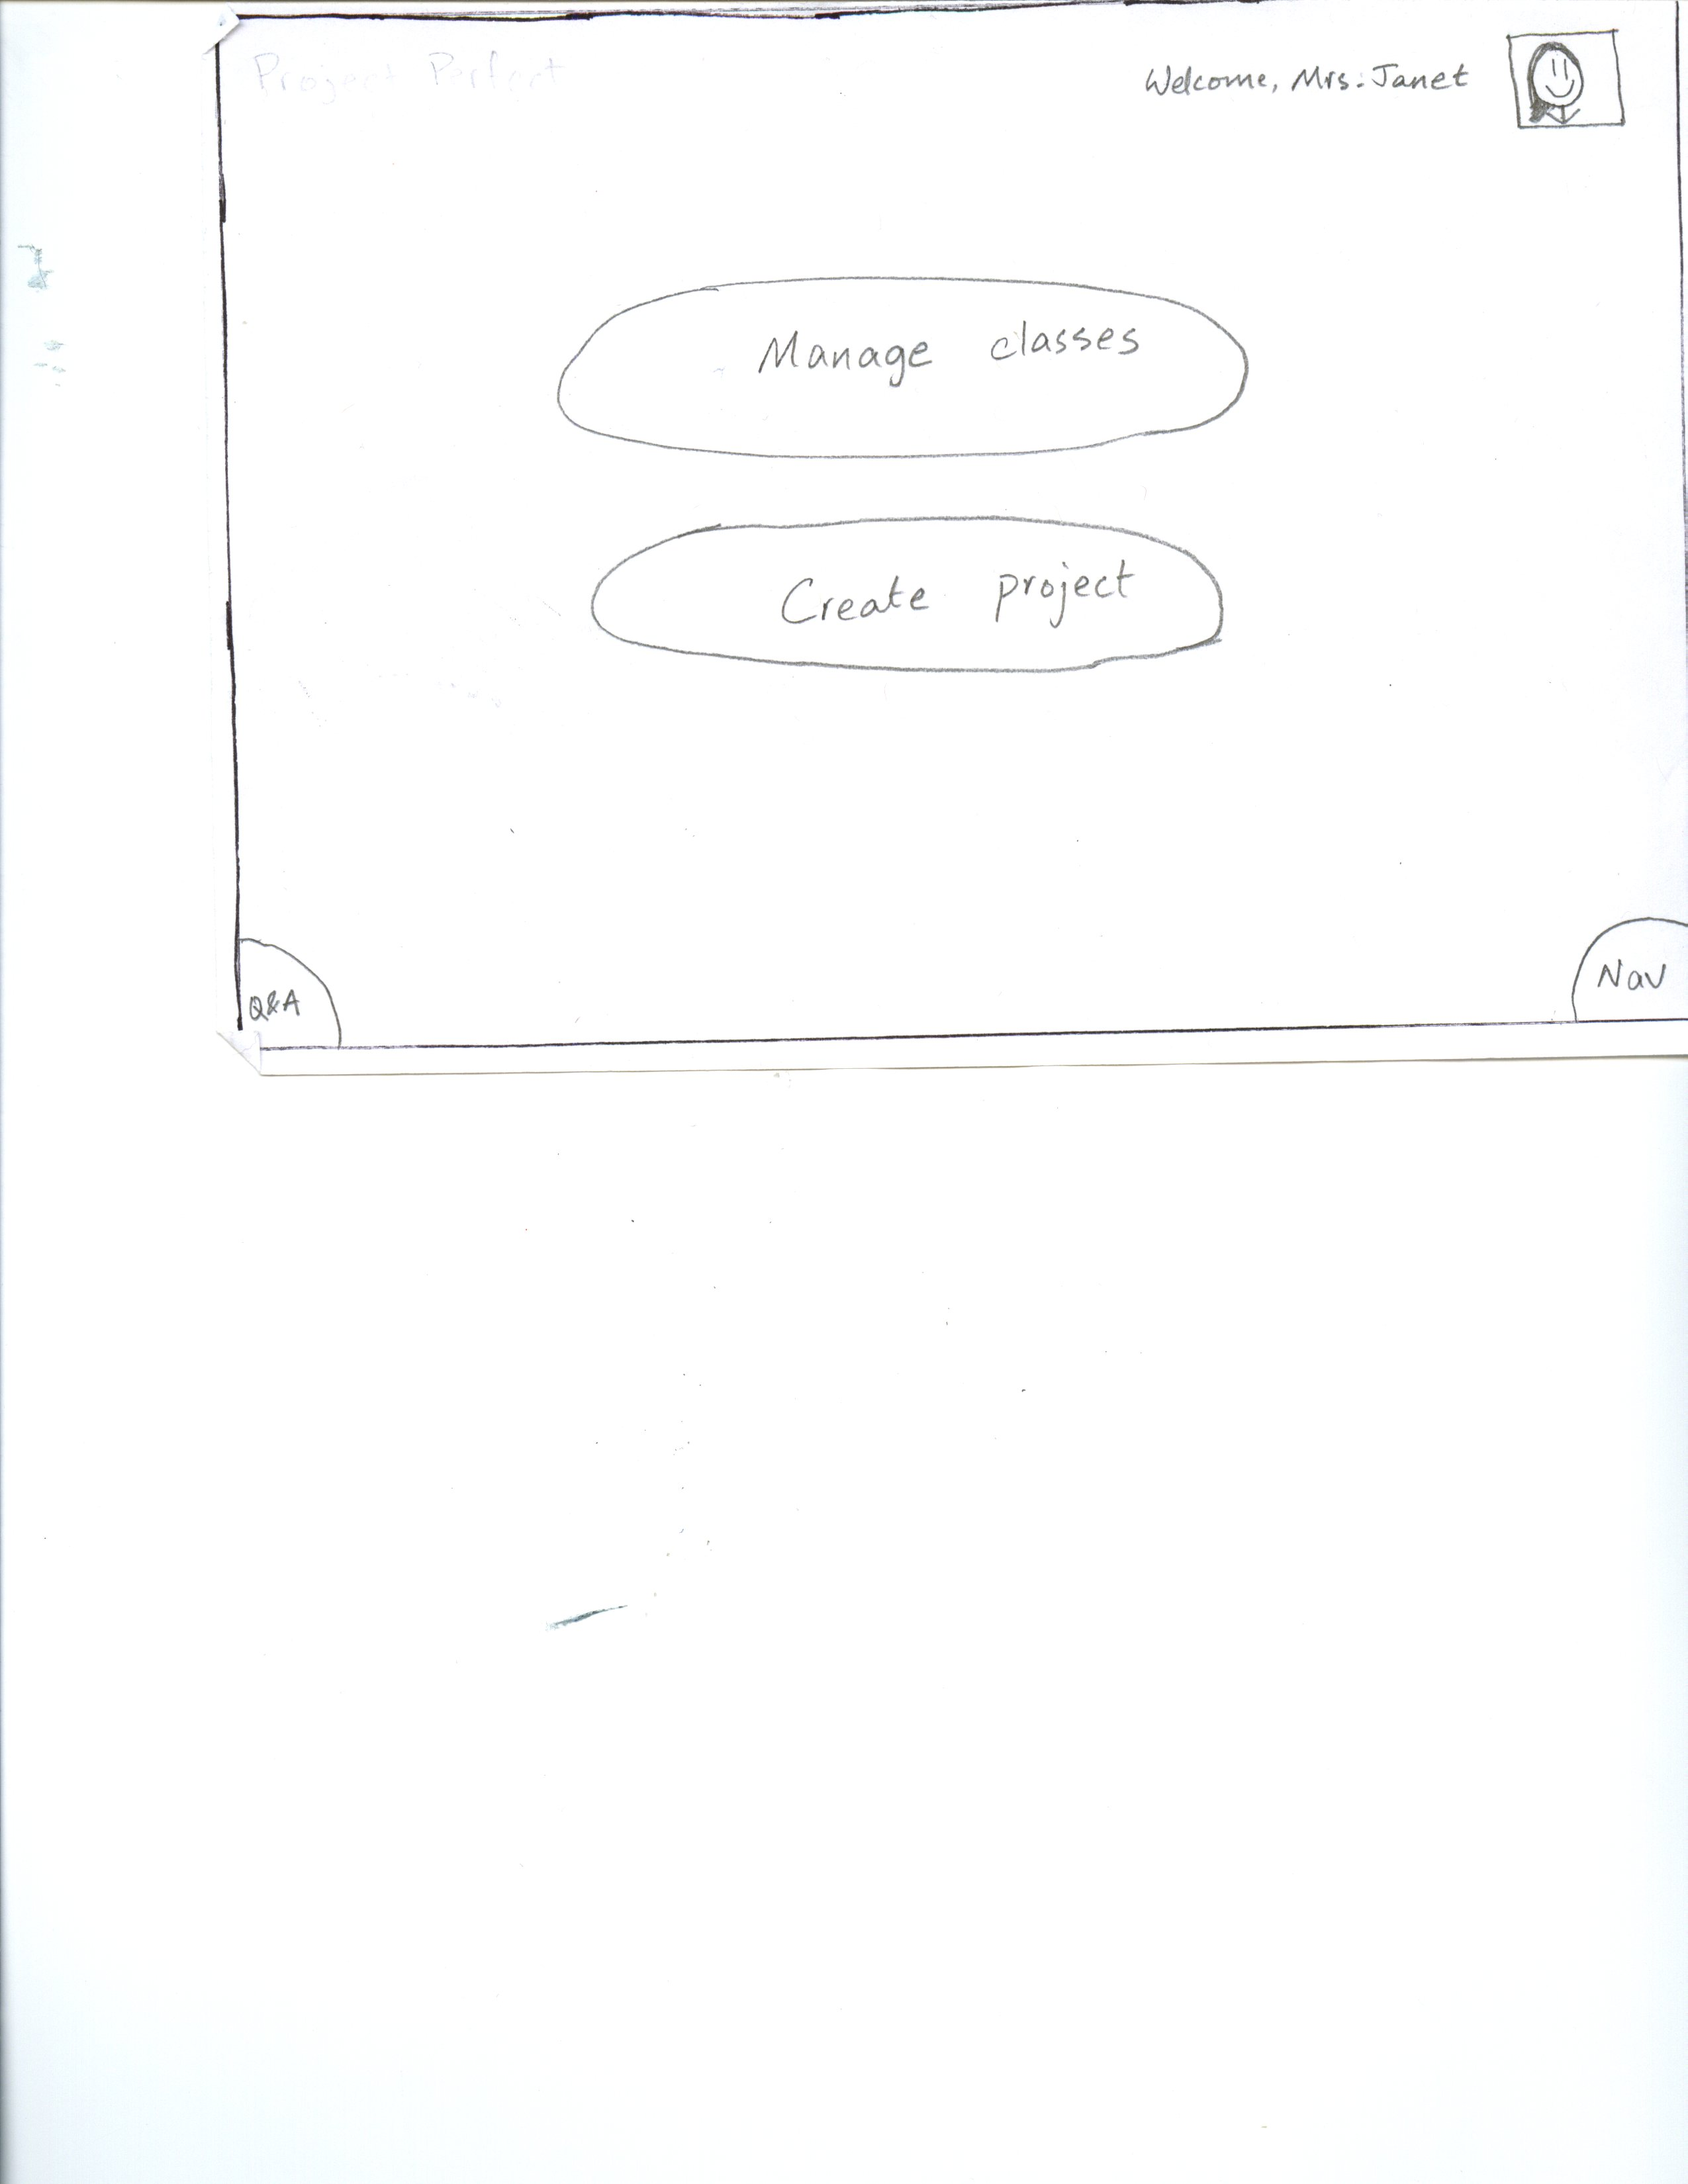 Project Perfect
Welcome, Mrs. Janet
Manage classes
Create project
Q&A
Nav